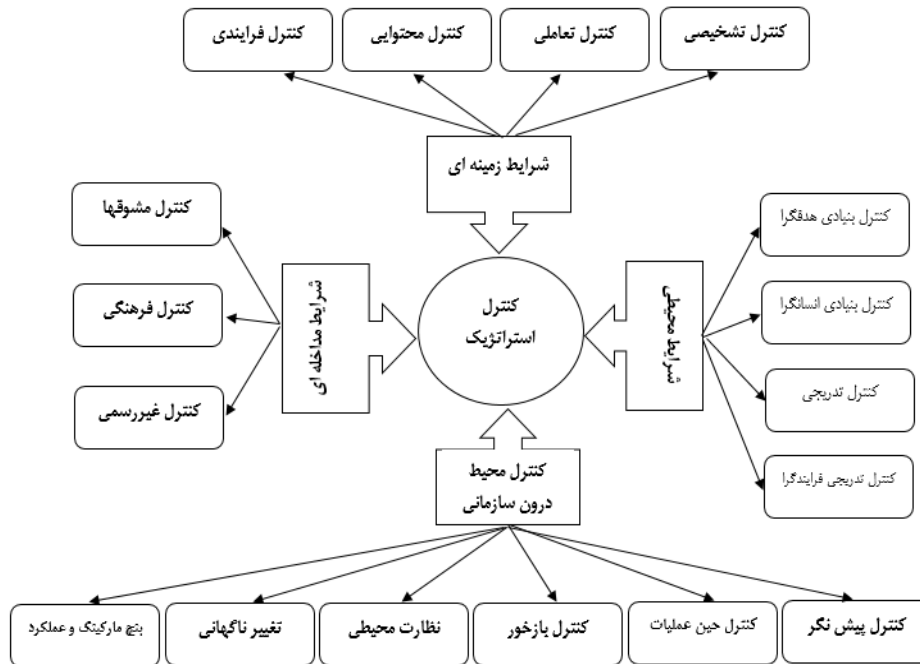 کنترل تشخیصی
کنترل تعاملی
کنترل محتوایی
کنترل فرایندی
شرایط زمینه ای
کنترل بنیادی هدفگرا
کنترل بنیادی انسانگرا
کنترل تدریجی
کنترل تدریجی فرایندگرا
شرایط محیطی
کنترل
استراتژیک
شرایط مداخله ای
کنترل مشوقها
کنترل فرهنگی
کنترل غیررسمی
کنترل محیط
درون سازمانی
کنترل پیش نگر
کنترل حین عملیات
کنترل بازخور
نظارت محیطی
تغییر ناگهانی
بنچ مارکینگ و عملکرد